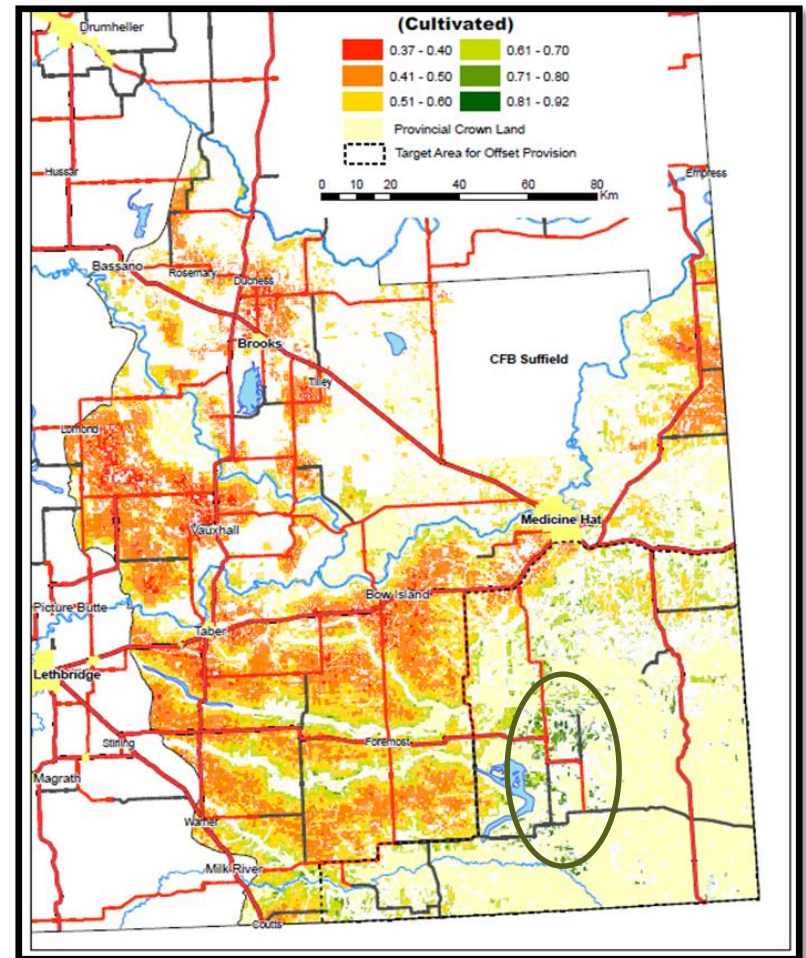 (Cultivated)
0.37 - 0.40
0.61 - 0.70
0.41 - 0.50
0.71 - 0.80
0.51 - 0.60
0.81 - 0.92
Provincial Crown Land
Target Area for Offset Provision
0 10 20 40 60 80
Km
Drumheller
Hussar
Empress
Bassano
Rosemary
Duchess
Brooks
CFB Suffield
Tilley
Lomond
Vauxhall
Medicine Hat
Bow Island
Picture Butte
Taber
Lethbridge
Stirling
Foremost
Magrath
Warner
Milk River
Coutts